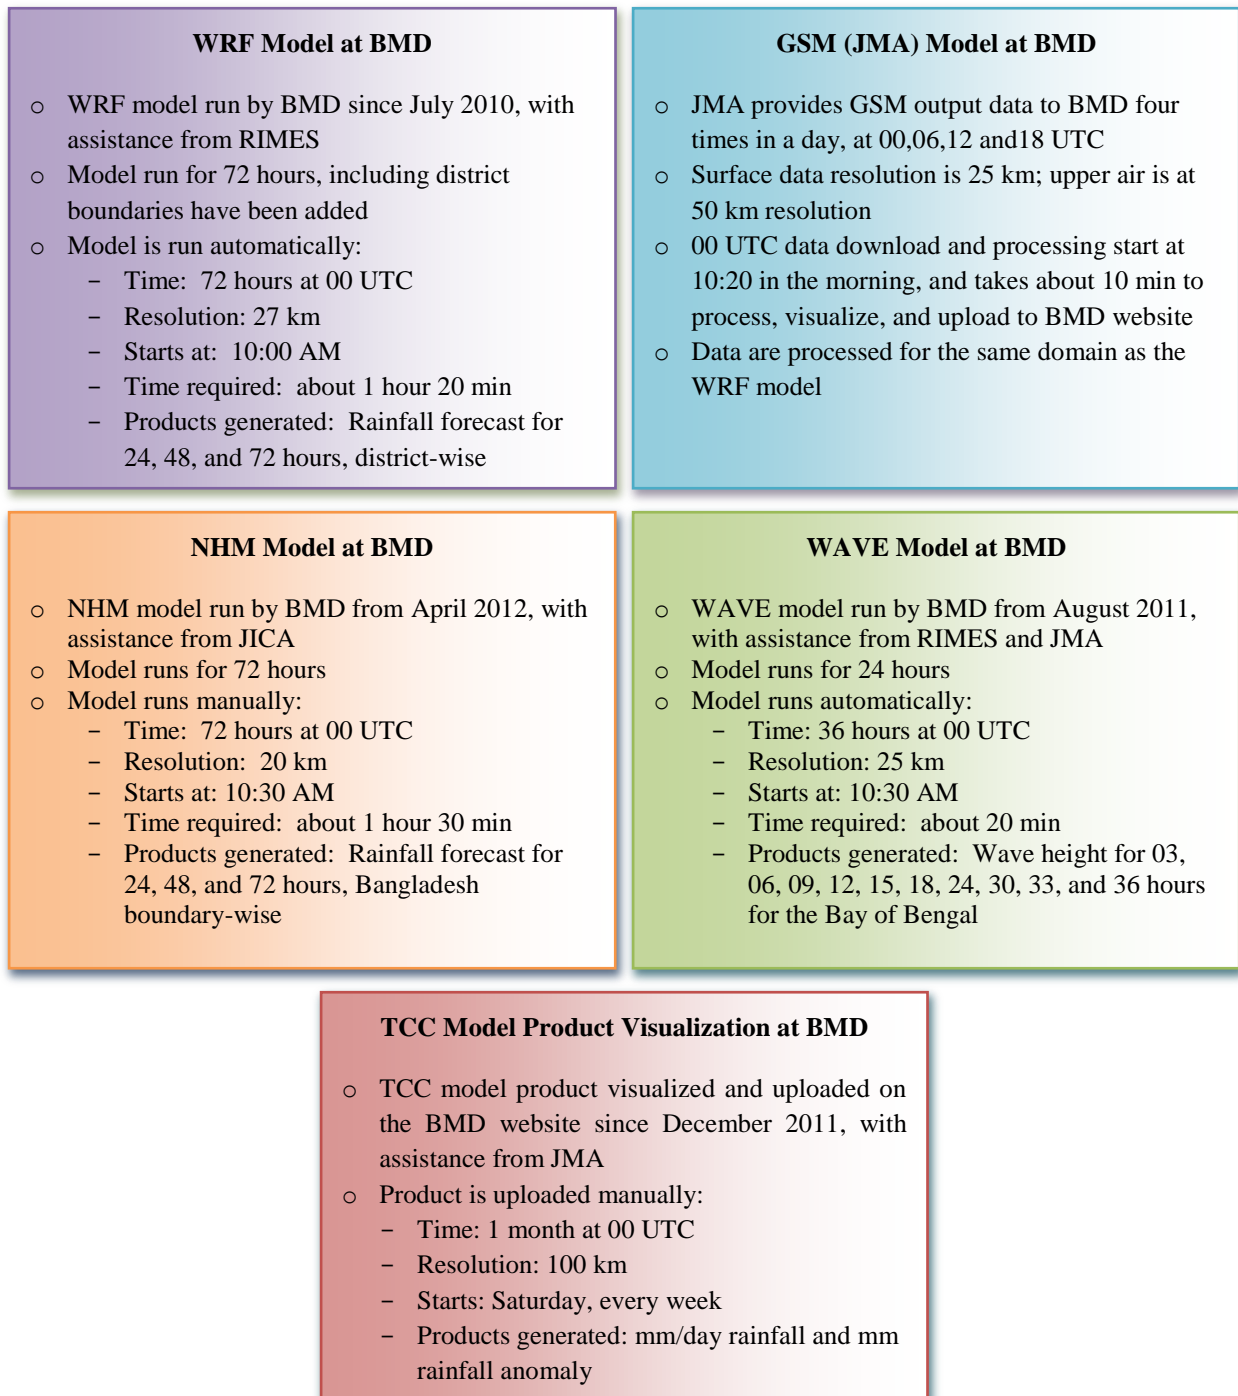 WRF Model at BMD
o WRF model run by BMD since July 2010, with
assistance from RIMES
o Model run for 72 hours, including district
boundaries have been added
o Model is run automatically:
- Time: 72 hours at 00 UTC
- Resolution: 27 km
- Starts at: 10:00 AM
- Time required: about 1 hour 20 min
- Products generated: Rainfall forecast for
24, 48, and 72 hours, district-wise
GSM (JMA) Model at BMD
o JMA provides GSM output data to BMD four
times in a day, at 00,06,12 and18 UTC
o Surface data resolution is 25 km; upper air is at
50 km resolution
o 00 UTC data download and processing start at
10:20 in the morning, and takes about 10 min to
process, visualize, and upload to BMD website
o Data are processed for the same domain as the
WRF model
NHM Model at BMD
o NHM model run by BMD from April 2012, with
assistance from JICA
o Model runs for 72 hours
o Model runs manually:
- Time: 72 hours at 00 UTC
- Resolution: 20 km
- Starts at: 10:30 AM
- Time required: about 1 hour 30 min
- Products generated: Rainfall forecast for
24, 48, and 72 hours, Bangladesh
boundary-wise
WAVE Model at BMD
o WAVE model run by BMD from August 2011,
with assistance from RIMES and JMA
o Model runs for 24 hours
o Model runs automatically:
- Time: 36 hours at 00 UTC
- Resolution: 25 km
- Starts at: 10:30 AM
- Time required: about 20 min
- Products generated: Wave height for 03,
06, 09, 12, 15, 18, 24, 30, 33, and 36 hours
for the Bay of Bengal
TCC Model Product Visualization at BMD
o TCC model product visualized and uploaded on
the BMD website since December 2011, with
assistance from JMA
o Product is uploaded manually:
- Time: 1 month at 00 UTC
- Resolution: 100 km
- Starts: Saturday, every week
- Products generated: mm/day rainfall and mm
rainfall anomaly